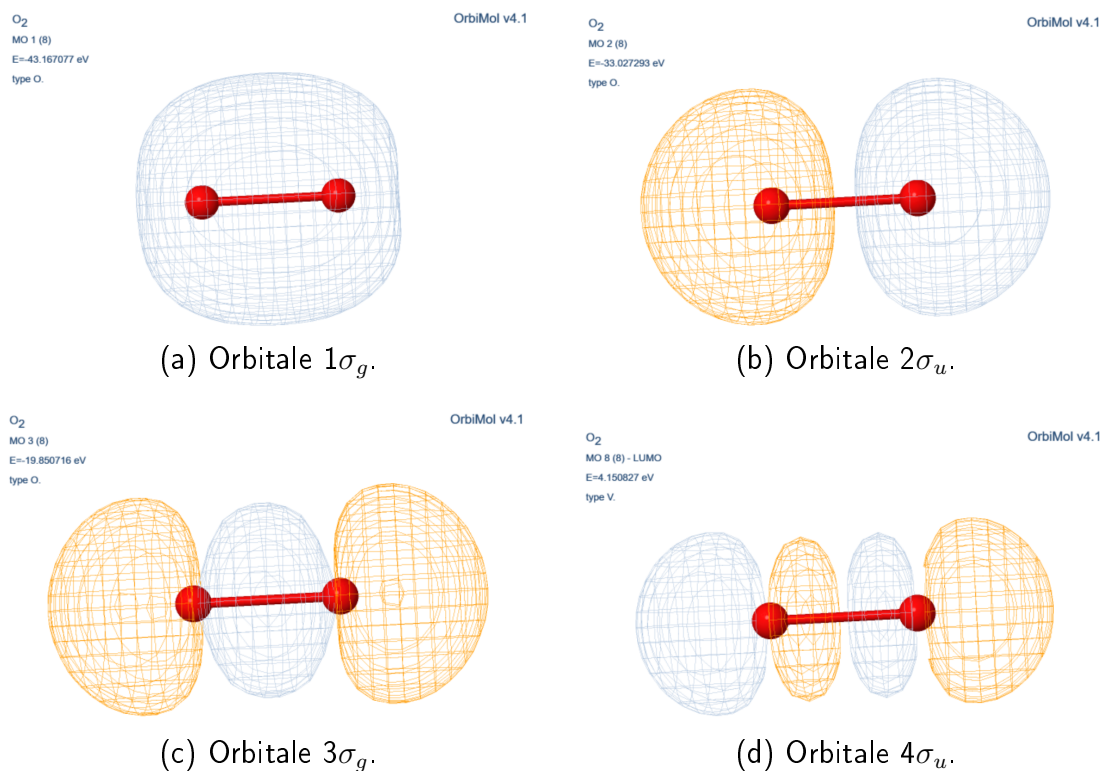 O₂
OrbiMol v4.1
MO 1 (8)
E=-43.167077 eV
type O.
(a) Orbitale 1σg.
O₂
OrbiMol v4.1
MO 2 (8)
E=-33.027293 eV
type O.
(b) Orbitale 2σu.
O₂
OrbiMol v4.1
MO 3 (8)
E=-19.850716 eV
type O.
(c) Orbitale 3σg.
O₂
OrbiMol v4.1
MO 8 (8) - LUMO
E=4.150827 eV
type V.
(d) Orbitale 4σu.